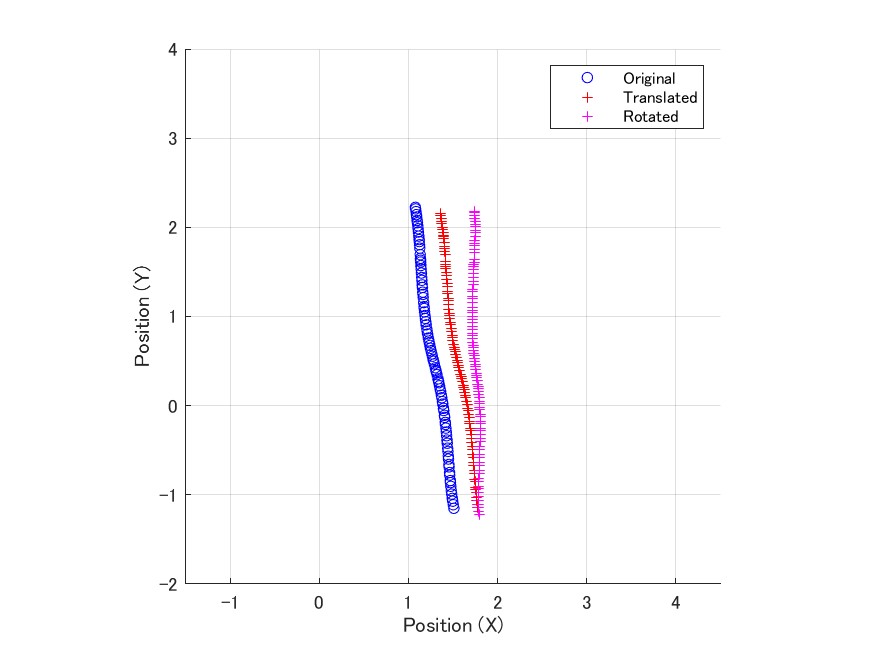 4
3
2
1
0
−1
−2
−1
0
1
2
3
4
Position (X)
Position (Y)
Original
Translated
Rotated